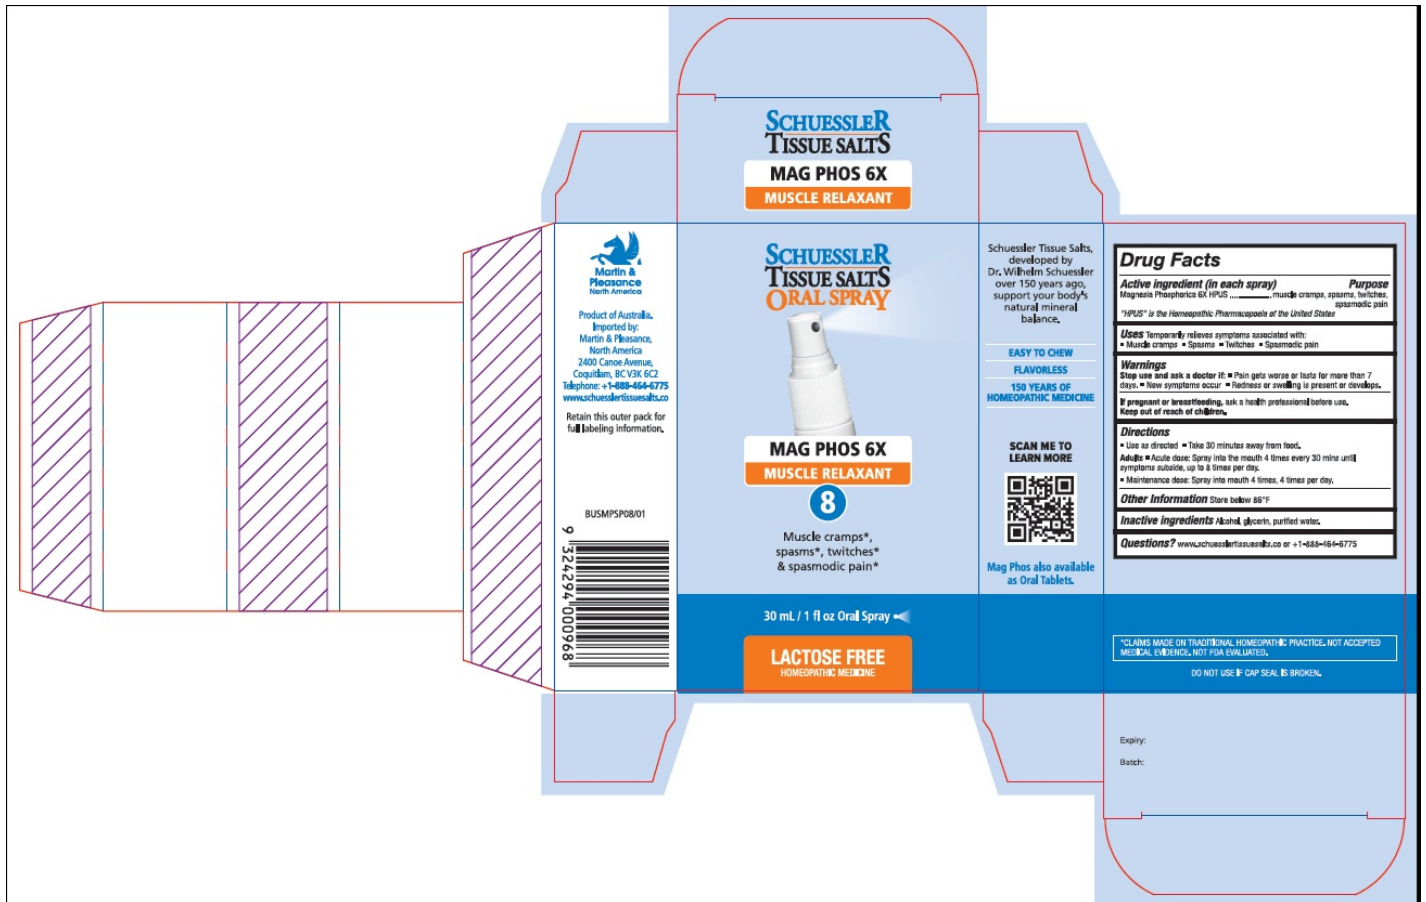 SCHUESSLER
TISSUE SALTS
MAG PHOS 6X
MUSCLE RELAXANT
Martin &
Pleasance
North America
Product of Australia.
Imported by:
Martin & Pleasance,
North America
2400 Canoe Avenue,
Coquitlam, BC V3K 6C2
Telephone: +1-888-464-6775
www.schuesslertissuesalts.co
Retain this outer pack for
full labeling information.
BUSMPSP08/01
9 324294 000968
SCHUESSLER
TISSUE SALTS
ORAL SPRAY
MAG PHOS 6X
MUSCLE RELAXANT
8
Muscle cramps*,
spasms*, twitches*
& spasmodic pain*
30 mL / 1 fl oz Oral Spray
LACTOSE FREE
HOMEOPATHIC MEDICINE
Schuessler Tissue Salts,
developed by
Dr. Wilhelm Schuessler
over 150 years ago,
support your body's
natural mineral
balance.
EASY TO CHEW
FLAVORLESS
150 YEARS OF
HOMEOPATHIC MEDICINE
SCAN ME TO
LEARN MORE
Mag Phos also available
as Oral Tablets.
Drug Facts
Active ingredient (in each spray) Purpose
Magnesia Phosphorica 6X HPUS ..............., muscle cramps, spasms, twitches,
spasmodic pain
"HPUS" is the Homeopathic Pharmacopoeia of the United States
Uses Temporarily relieves symptoms associated with:
▪ Muscle cramps ▪ Spasms ▪ Twitches ▪ Spasmodic pain
Warnings
Stop use and ask a doctor if: ▪ Pain gets worse or lasts for more than 7
days. ▪ New symptoms occur ▪ Redness or swelling is present or develops.
If pregnant or breastfeeding, ask a health professional before use.
Keep out of reach of children.
Directions
▪ Use as directed ▪ Take 30 minutes away from food.
Adults ▪ Acute dose: Spray into the mouth 4 times every 30 mins until
symptoms subside, up to 8 times per day.
▪ Maintenance dose: Spray into mouth 4 times, 4 times per day.
Other Information Store below 86°F
Inactive ingredients Alcohol, glycerin, purified water.
Questions? www.schuesslertissuesalts.co or +1-888-464-6775
*CLAIMS MADE ON TRADITIONAL HOMEOPATHIC PRACTICE. NOT ACCEPTED
MEDICAL EVIDENCE. NOT FDA EVALUATED.
DO NOT USE IF CAP SEAL IS BROKEN.
Expiry:
Batch: